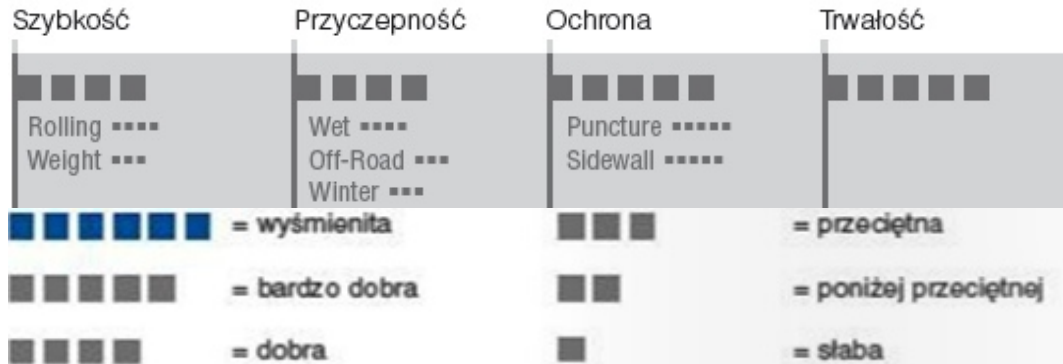 Szybkość Przyczepność Ochrona Trwałość
Rolling Wet Puncture
Weight Off-Road Sidewall
Winter
= wyśmienita = przeciętna
= bardzo dobra = poniżej przeciętnej
= dobra = słaba